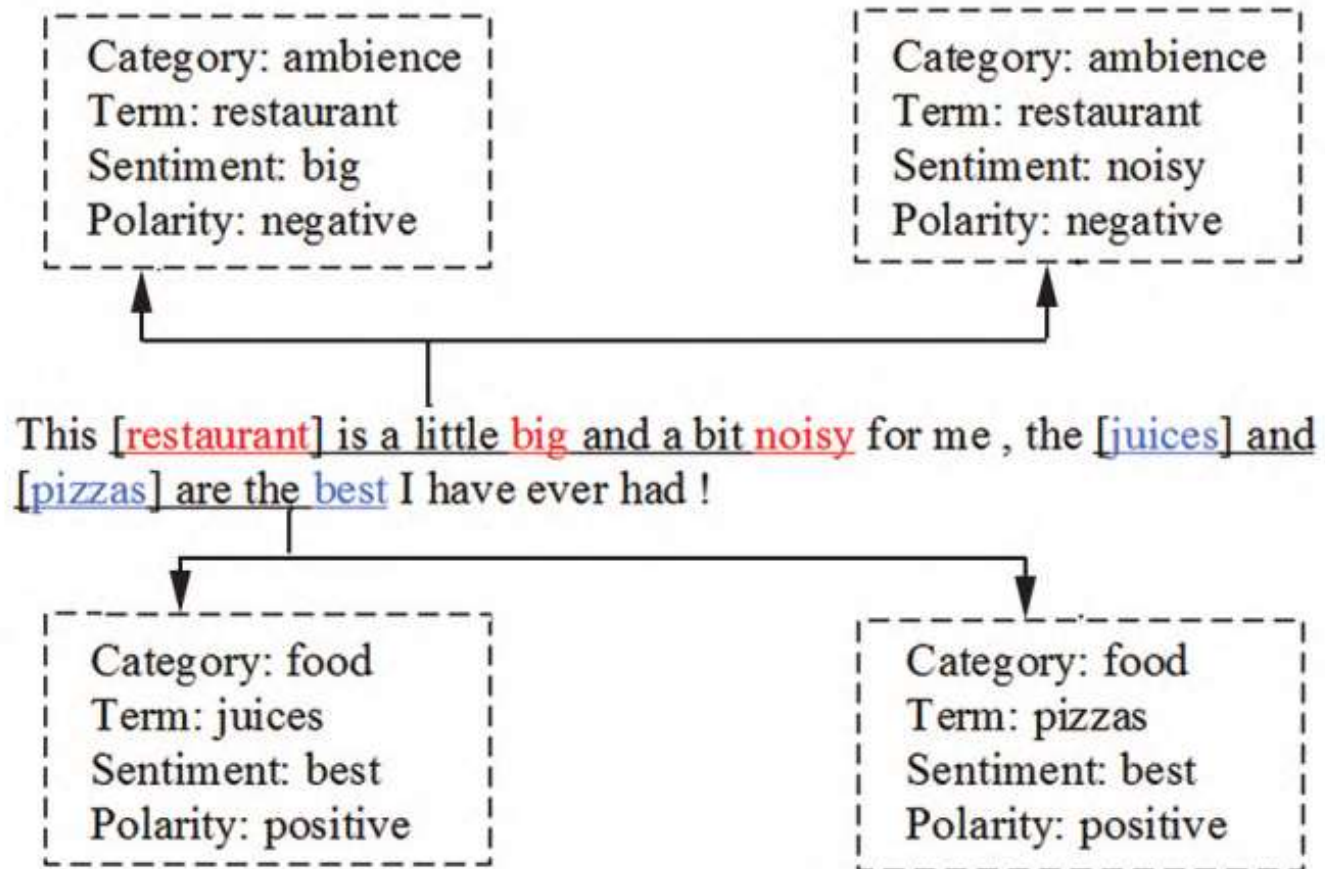 Category: ambience
Term: restaurant
Sentiment: big
Polarity: negative
Category: ambience
Term: restaurant
Sentiment: noisy
Polarity: negative
This [restaurant] is a little big and a bit noisy for me , the [juices] and
[pizzas] are the best I have ever had !
Category: food
Term: juices
Sentiment: best
Polarity: positive
Category: food
Term: pizzas
Sentiment: best
Polarity: positive